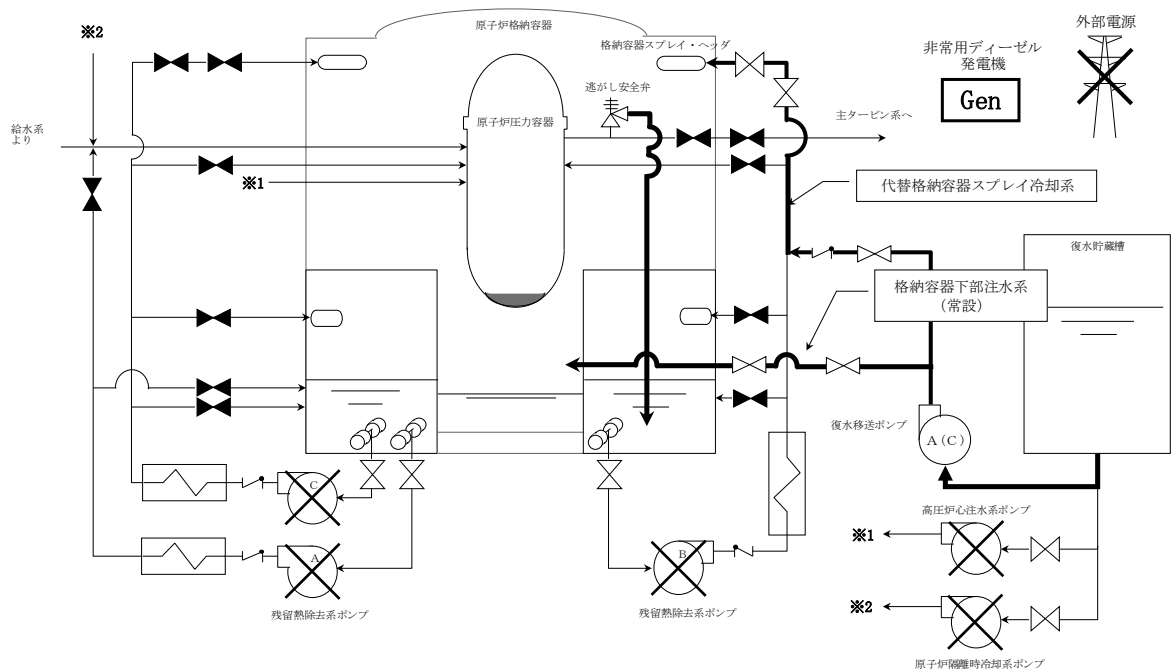 ※2
原子炉格納容器
外部電源
格納容器スプレイ・ヘッダ
非常用ディーゼル
発電機
逃がし安全弁
Gen
原子炉圧力容器
主タービン系へ
給水系
より
※1
代替格納容器スプレイ冷却系
復水貯蔵槽
格納容器下部注水系
（常設）
復水移送ポンプ
A(C)
C
高圧炉心注水系ポンプ
※1
A
B
残留熱除去系ポンプ
残留熱除去系ポンプ
※2
原子炉隔離時冷却系ポンプ